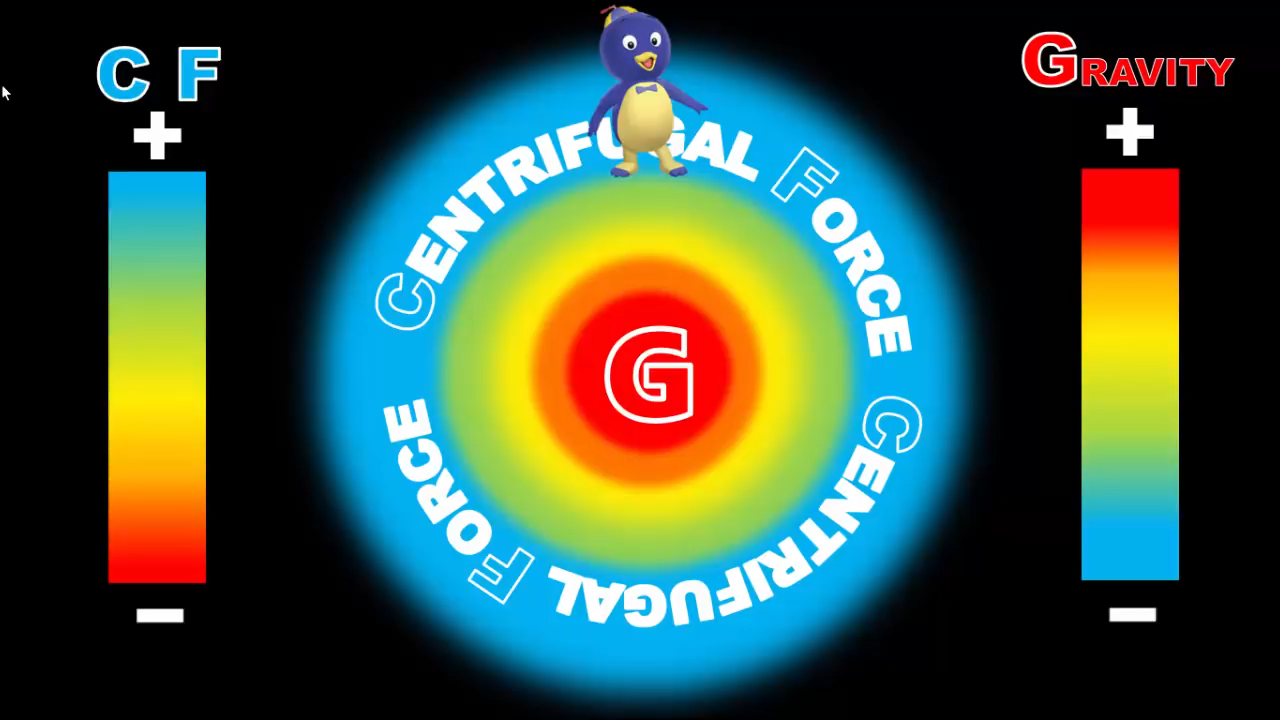 C F
GRAVITY
+
+
CENTRIFUGAL FORCE
G
CENTRIFUGAL FORCE
-
-